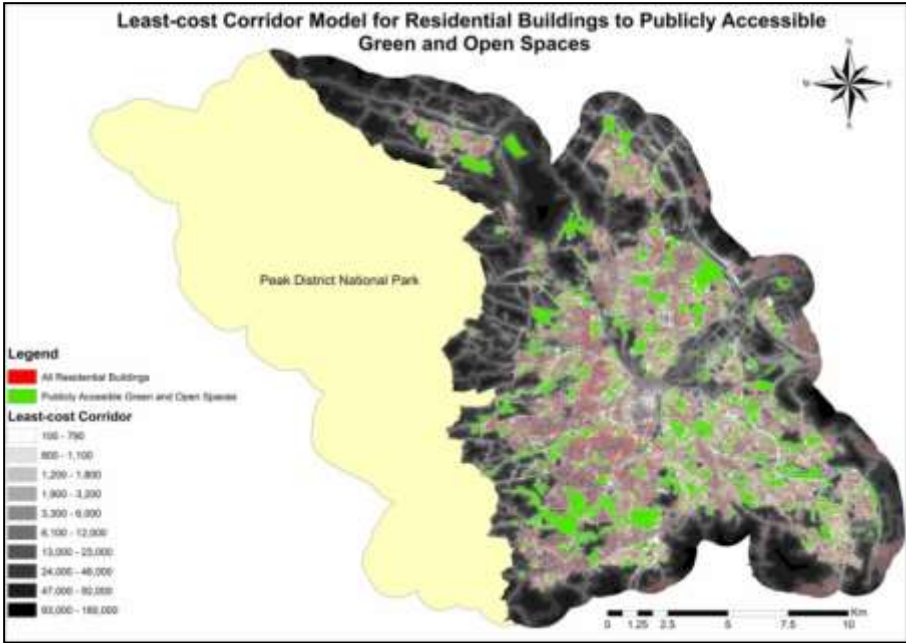 Least-cost Corridor Model for Residential Buildings to Publicly Accessible
Green and Open Spaces
N
W
E
S
Peak District National Park
Legend
All Residential Buildings
Publicly Accesible Green and Open Spaces
Least-cost Corridor
100 - 790
800 - 1,100
1,200 - 1,800
1,900 - 3,200
3,300 - 6,000
6,100 - 12,000
13,000 - 23,000
24,000 - 46,000
47,000 - 92,000
93,000 - 180,000
Km
0 1.25 2.5 5 7.5 10